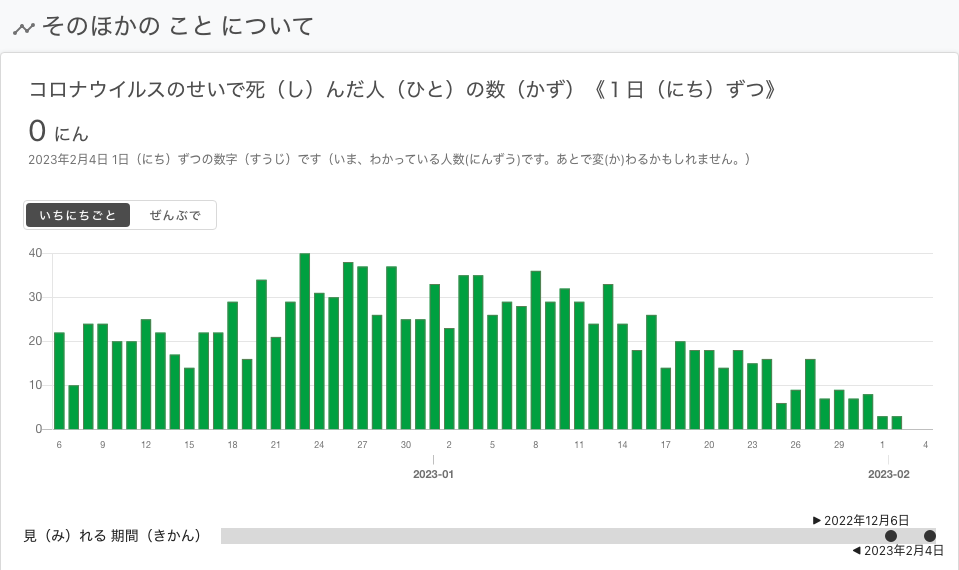 そのほかの こと について
コロナウイルスのせいで死（し）んだ人（ひと）の数（かず）《１日（にち）ずつ》
0 にん
2023年2月4日 1日（にち）ずつの数字（すうじ）です（いま、わかっている人数(にんずう)です。あとで変(か)わるかもしれません。）
いちにちごと ぜんぶで
40
30
20
10
0
6 9 12 15 18 21 24 27 30 2 5 8 11 14 17 20 23 26 29 1 4
2023-01 2023-02
▶ 2022年12月6日
見（み）れる 期間（きかん）
◀ 2023年2月4日